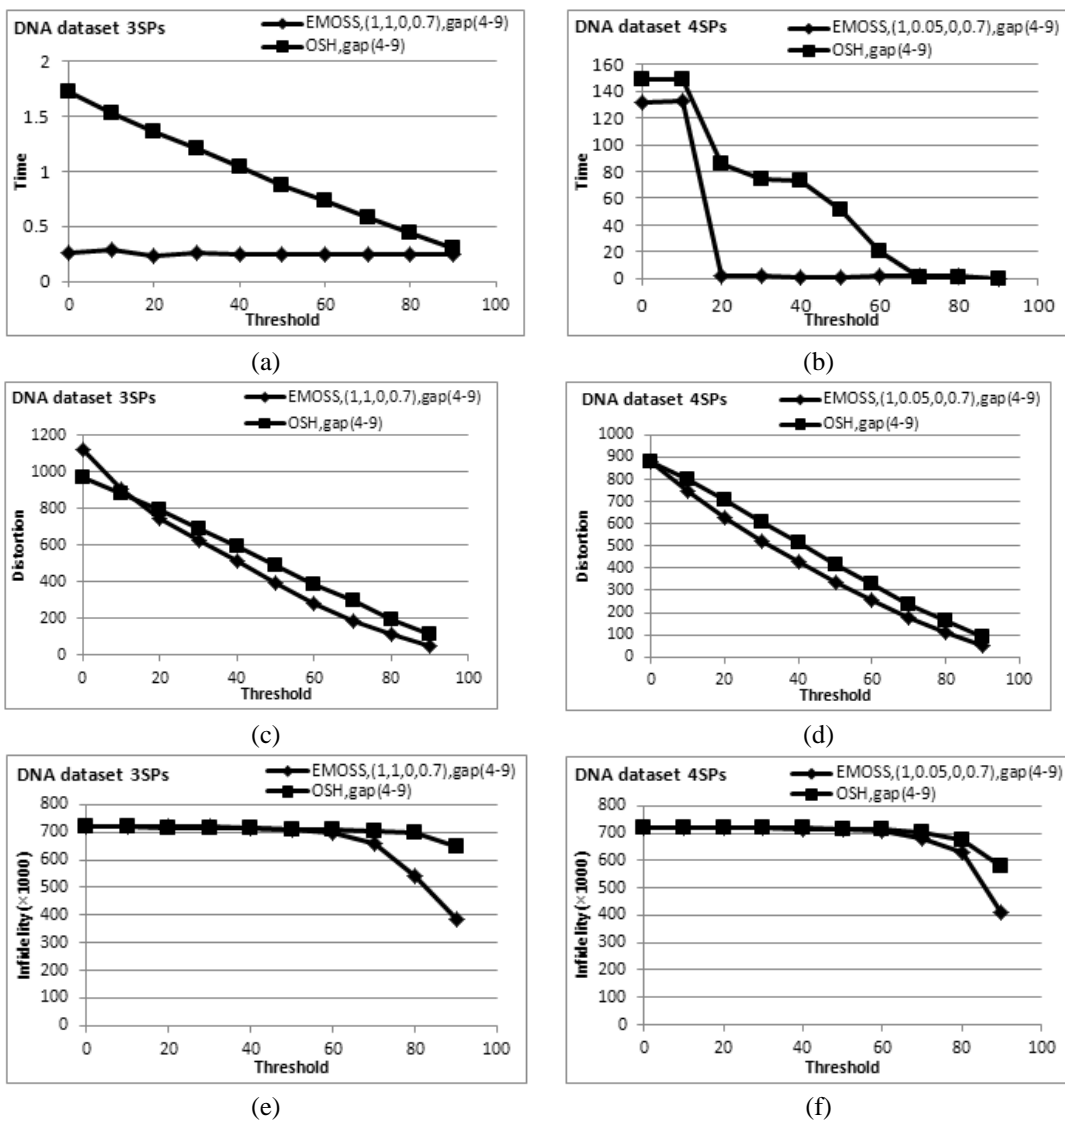 DNA dataset 3SPs
EMOSS,(1,1,0,0.7),gap(4-9)
OSH,gap(4-9)
2
1.5
1
0.5
0
Time
0 20 40 60 80 100
Threshold
(a)
DNA dataset 4SPs
EMOSS,(1,0.05,0,0.7),gap(4-9)
OSH,gap(4-9)
160
140
120
100
80
60
40
20
0
Time
0 20 40 60 80 100
Threshold
(b)
DNA dataset 3SPs
EMOSS,(1,1,0,0.7),gap(4-9)
OSH,gap(4-9)
1200
1000
800
600
400
200
0
Distortion
0 20 40 60 80 100
Threshold
(c)
DNA dataset 4SPs
EMOSS,(1,0.05,0,0.7),gap(4-9)
OSH,gap(4-9)
1000
900
800
700
600
500
400
300
200
100
0
Distortion
0 20 40 60 80 100
Threshold
(d)
DNA dataset 3SPs
EMOSS,(1,1,0,0.7),gap(4-9)
OSH,gap(4-9)
800
700
600
500
400
300
200
100
0
Infidelity (×1000)
0 20 40 60 80 100
Threshold
(e)
DNA dataset 4SPs
EMOSS,(1,0.05,0,0.7),gap(4-9)
OSH,gap(4-9)
800
700
600
500
400
300
200
100
0
Infidelity (×1000)
0 20 40 60 80 100
Threshold
(f)